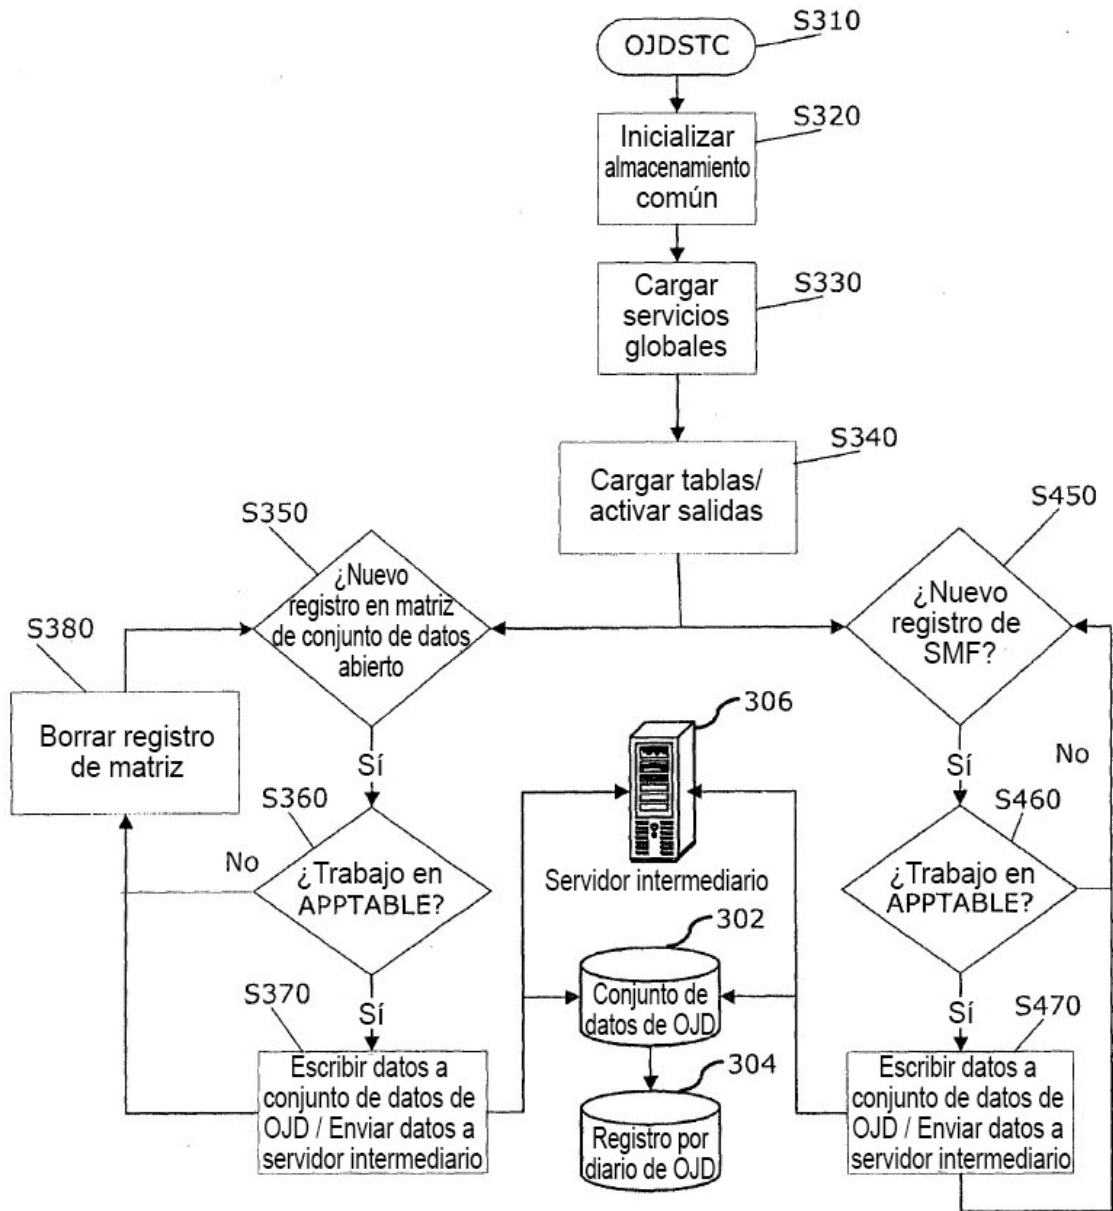 S310
OJDSTC
S320
Inicializar
almacenamiento
común
S330
Cargar
servicios
globales
S340
Cargar tablas/
activar salidas
S350
¿Nuevo
registro en matriz
de conjunto de datos
abierto
S450
¿Nuevo
registro de
SMF?
S380
Borrar registro
de matriz
Sí
306
Servidor intermediario
Sí
No
S360
No
¿Trabajo en
APPTABLE?
S460
¿Trabajo en
APPTABLE?
302
Conjunto de
datos de OJD
S370
Sí
Escribir datos a
conjunto de datos de
OJD / Enviar datos a
servidor intermediario
304
Registro por
diario de OJD
Sí
S470
Escribir datos a
conjunto de datos de
OJD / Enviar datos a
servidor intermediario